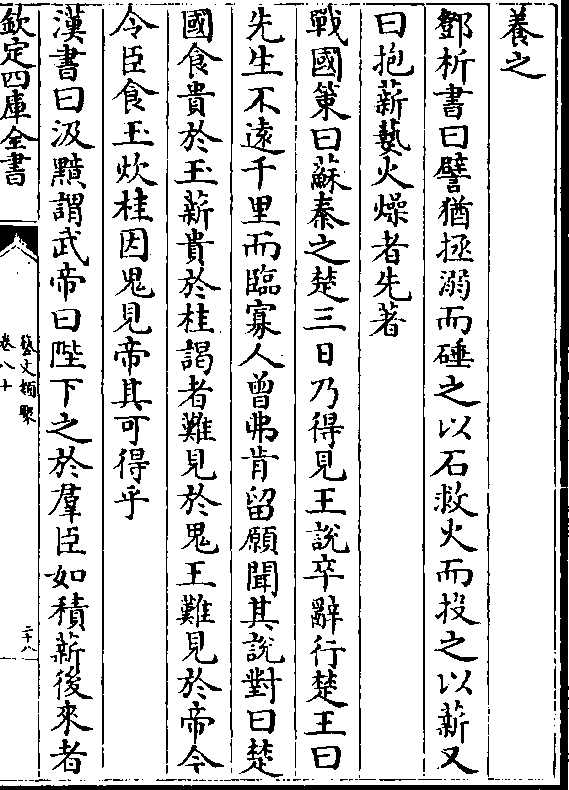 養之
鄧析書曰譬猶拯溺而硾之以石救火而投之以薪又
曰抱薪𤑔火燥者先著
戰國策曰蘇秦之楚三日乃得見王說卒辭行楚王曰
先生不遠千里而臨寡人曾弗肯留願聞其說對曰楚
國食貴於玉薪貴於桂謁者難見於鬼王難見於帝今
令臣食玉炊桂因鬼見帝其可得乎
漢書曰汲黯謂武帝曰陛下之於羣臣如積薪後來者
欽定四庫全書
藝文類聚
卷八十
二十八